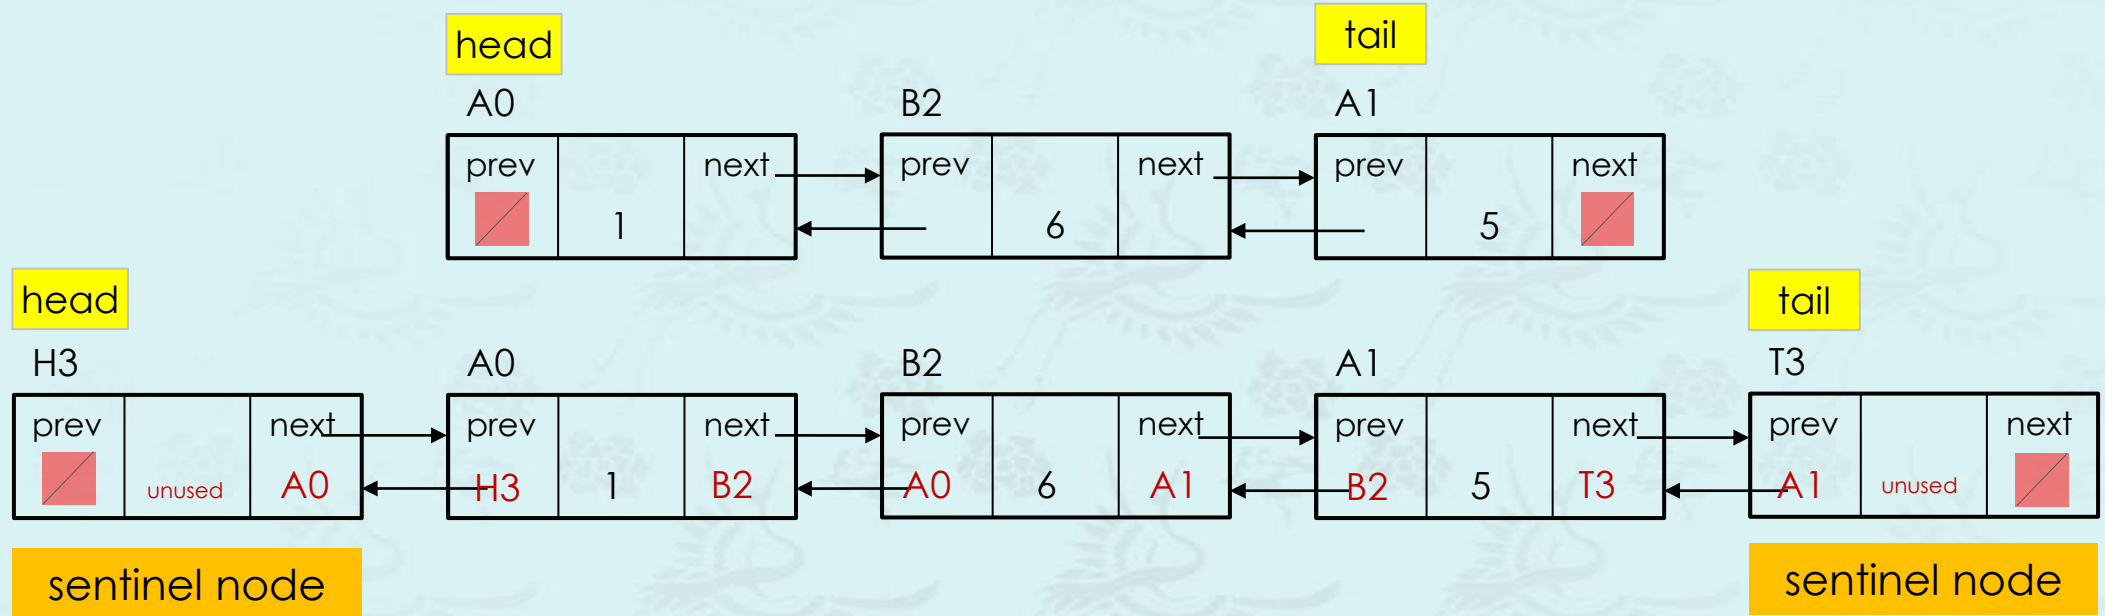 head
tail
A0 B2 A1
prev next prev next prev next
1 6 5
head
tail
H3 A0 B2 A1 T3
prev next prev next prev next prev next prev next
unused A0 H3 1 B2 A0 6 A1 B2 5 T3 A1 unused
sentinel node
sentinel node